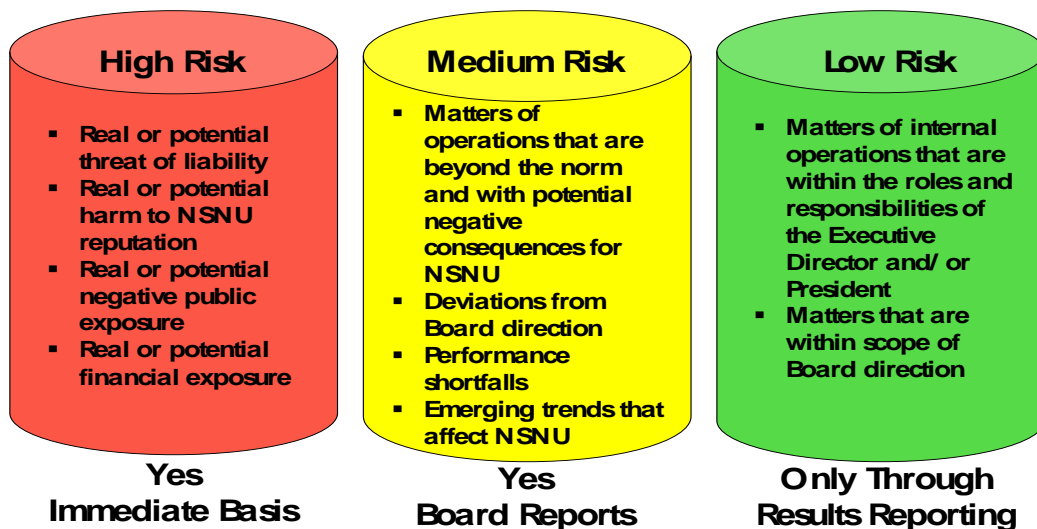 High Risk
▪ Real or potential
threat of liability
▪ Real or potential
harm to NSNU
reputation
▪ Real or potential
negative public
exposure
▪ Real or potential
financial exposure
Yes
Immediate Basis
Medium Risk
▪ Matters of
operations that are
beyond the norm
and with potential
negative
consequences for
NSNU
▪ Deviations from
Board direction
▪ Performance
shortfalls
▪ Emerging trends that
affect NSNU
Yes
Board Reports
Low Risk
▪ Matters of internal
operations that are
within the roles and
responsibilities of
the Executive
Director and/ or
President
▪ Matters that are
within scope of
Board direction
Only Through
Results Reporting